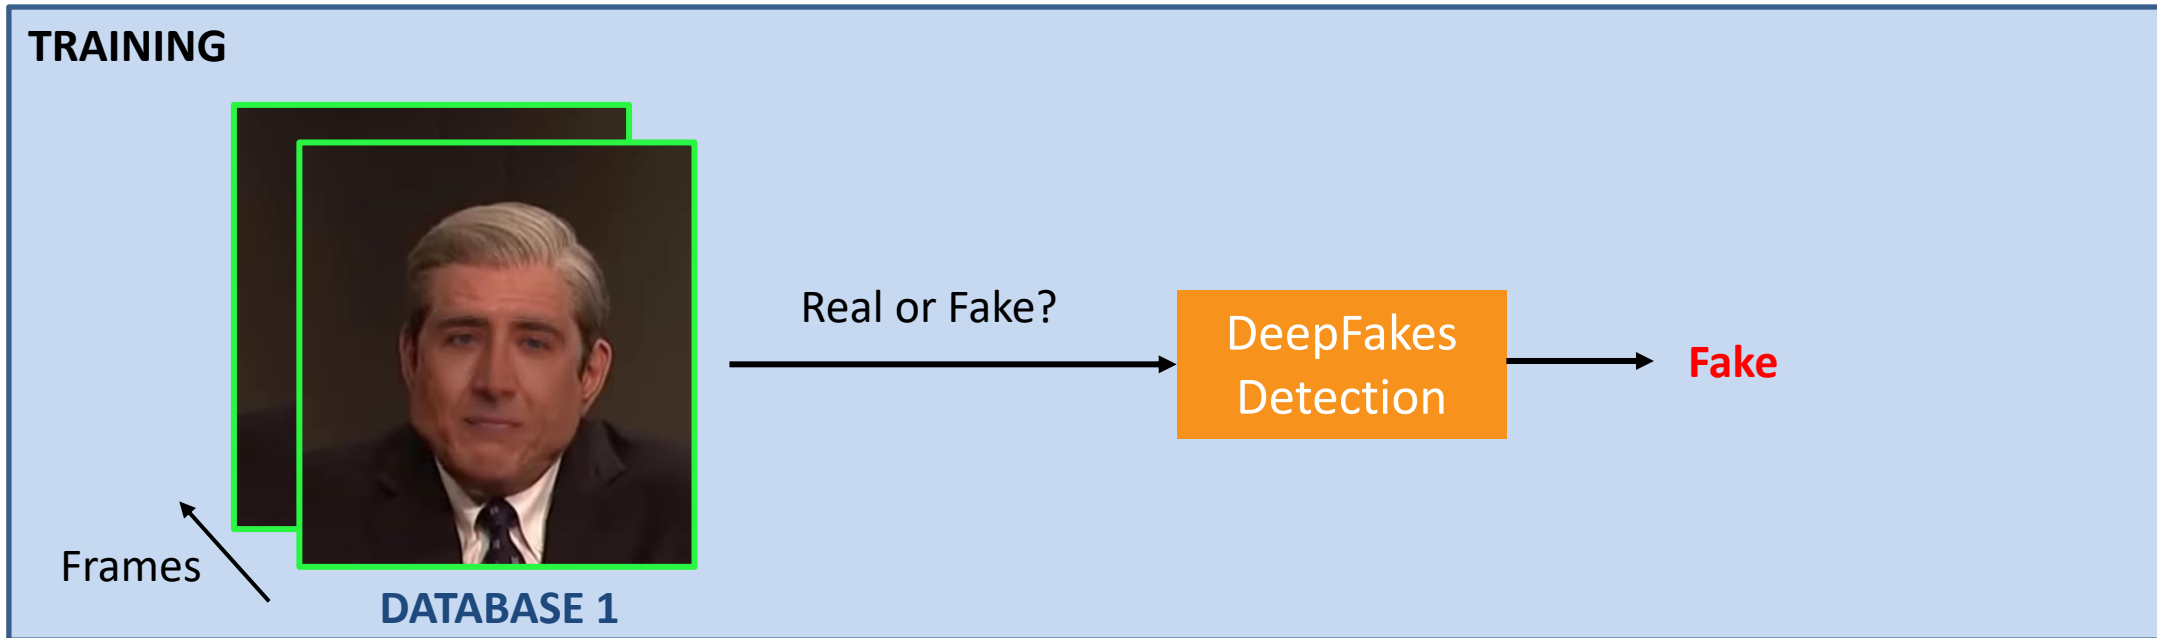 TRAINING
Real or Fake?
DeepFakes
Detection
Fake
Frames
DATABASE 1